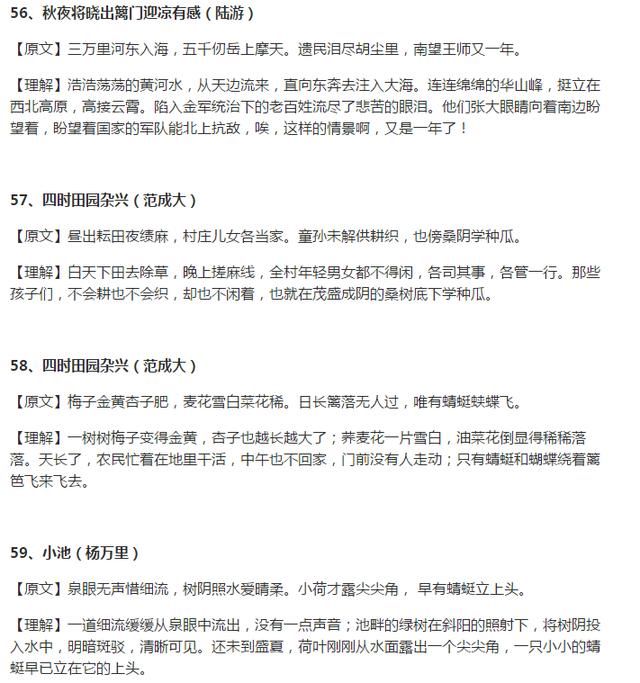 56、秋夜将晓出篱门迎凉有感（陆游）
【原文】三万里河东入海，五千仞岳上摩天。遗民泪尽胡尘里，南望王师又一年。
【理解】浩浩荡荡的黄河水，从天边流来，直向东奔去注入大海。连连绵绵的华山峰，挺立在
西北高原，高接云霄。陷入金军统治下的老百姓流尽了悲苦的眼泪。他们张大眼睛向着南边盼
望着，盼望着国家的军队能北上抗敌，唉，这样的情景啊，又是一年了！
57、四时田园杂兴（范成大）
【原文】昼出耘田夜绩麻，村庄儿女各当家。童孙未解供耕织，也傍桑阴学种瓜。
【理解】白天下田去除草，晚上搓麻线，全村年轻男女都不得闲，各司其事，各管一行。那些
孩子们，不会耕也不会织，却也不闲着，也就在茂盛成阴的桑树底下学种瓜。
58、四时田园杂兴（范成大）
【原文】梅子金黄杏子肥，麦花雪白菜花稀。日长篱落无人过，唯有蜻蜓蛱蝶飞。
【理解】一树树梅子变得金黄，杏子也越长越大了；荞麦花一片雪白，油菜花倒显得稀稀落
落。天长了，农民忙着在地里干活，中午也不回家，门前没有人走动；只有蜻蜓和蝴蝶绕着篱
笆飞来飞去。
59、小池（杨万里）
【原文】泉眼无声惜细流，树阴照水爱晴柔。小荷才露尖尖角， 早有蜻蜓立上头。
【理解】一道细流缓缓从泉眼中流出，没有一点声音；池畔的绿树在斜阳的照射下，将树阴投
入水中，明暗斑驳，清晰可见。还未到盛夏，荷叶刚刚从水面露出一个尖尖角，一只小小的蜻
蜓早已立在它的上头。